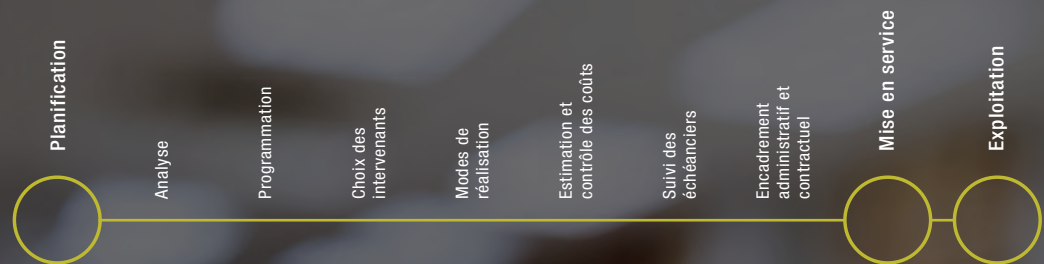 Planification
Analyse
Programmation
Choix des
intervenants
Modes de
réalisation
Estimation et
contrôle des coûts
Suivi des
échéanciers
Encadrement
administratif et
contractuel
Mise en service
Exploitation